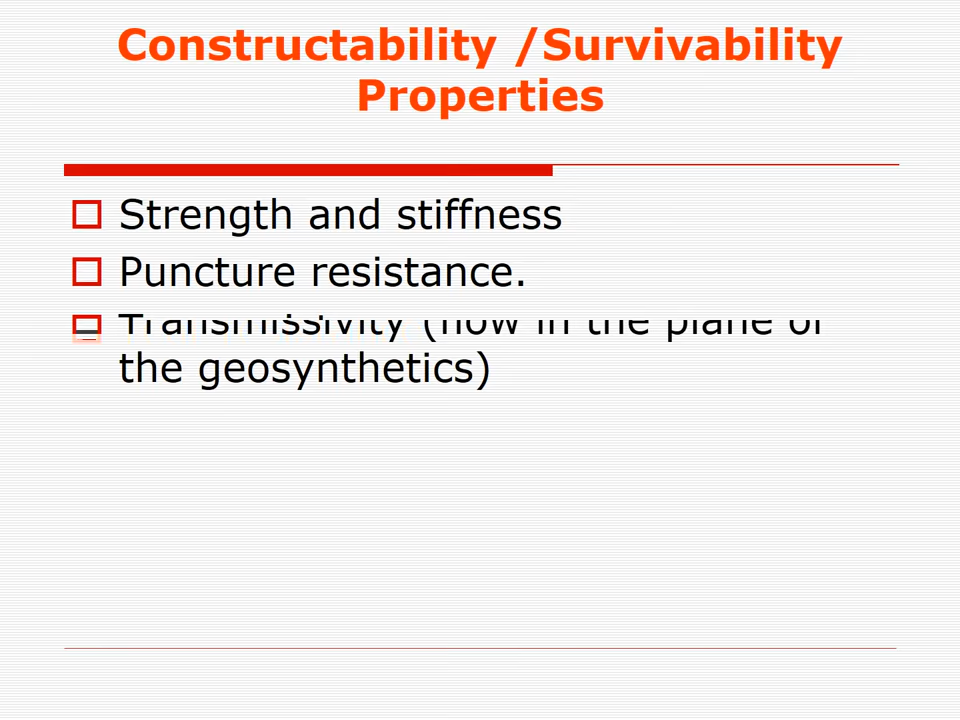 Constructability /Survivability
Properties
Strength and stiffness
Puncture resistance.
Transmissivity (flow in the plane of
the geosynthetics)